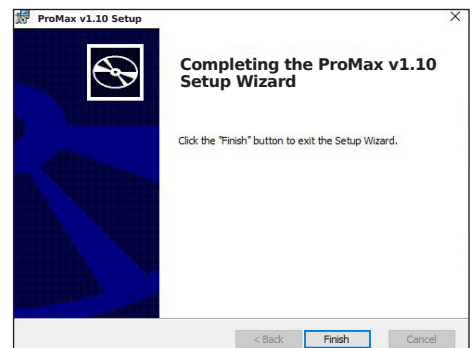 ProMax v1.10 Setup
Completing the ProMax v1.10
Setup Wizard
Click the "Finish" button to exit the Setup Wizard.
< Back Finish Cancel